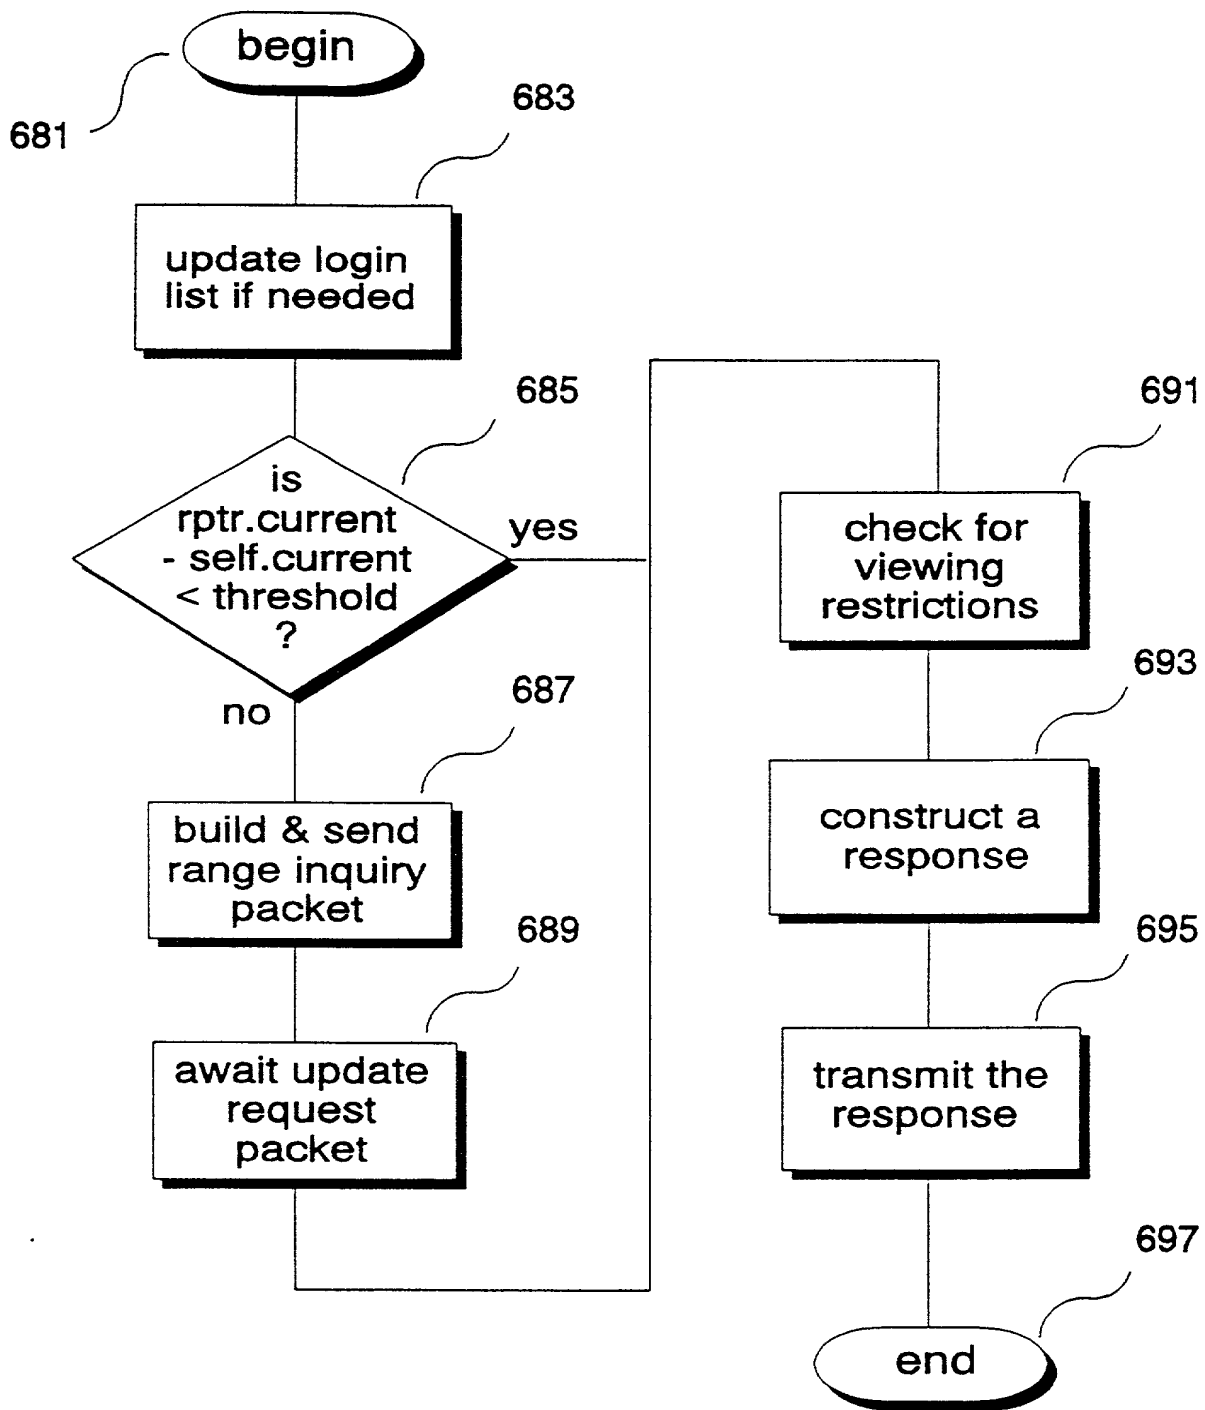 begin
681
683
update login
list if needed
685
is
rptr.current
- self.current
< threshold
?
yes
no
687
build & send
range inquiry
packet
689
await update
request
packet
691
check for
viewing
restrictions
693
construct a
response
695
transmit the
response
697
end